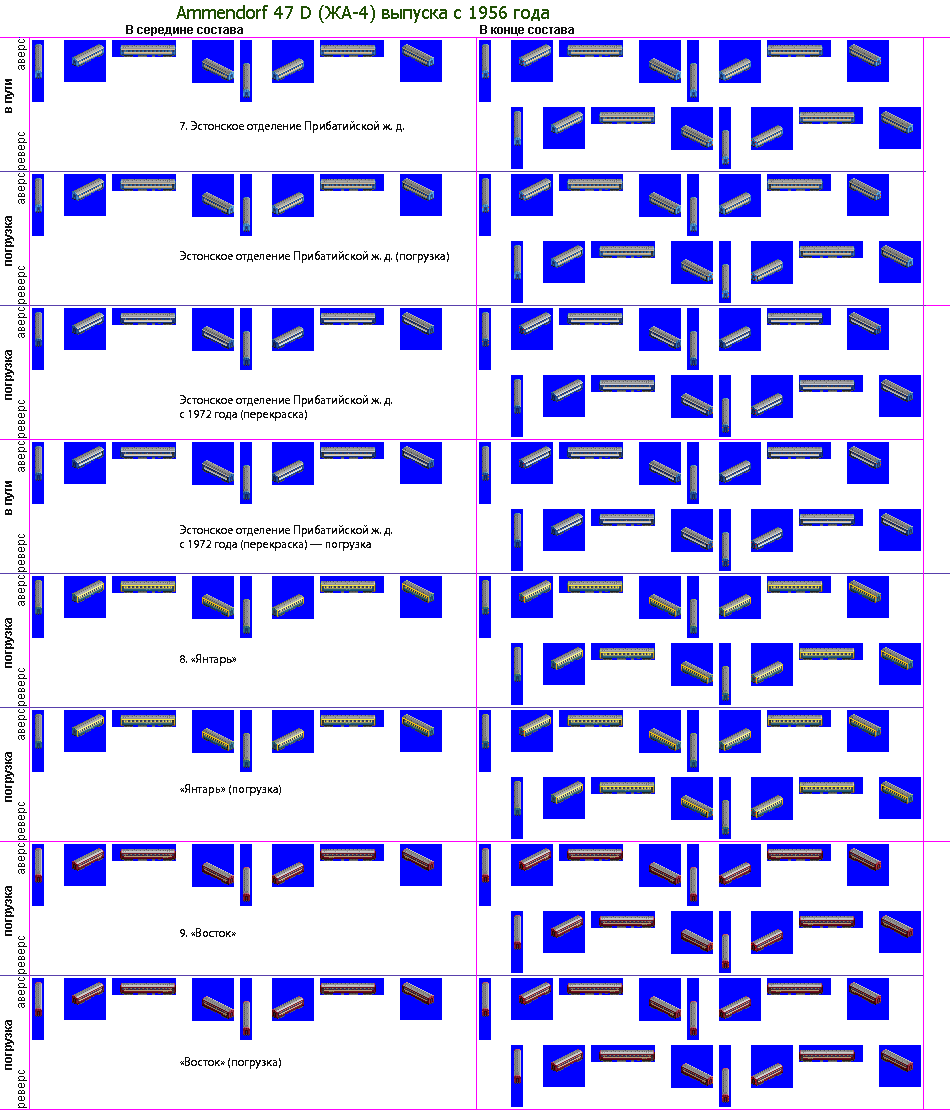 Ammendorf 47 D (ЖА-4) выпуска с 1956 года
В середине состава
В конце состава
в пути
аверс
реверс
7. Эстонское отделение Прибатийской ж. д.
погрузка
аверс
реверс
Эстонское отделение Прибатийской ж. д. (погрузка)
погрузка
аверс
реверс
Эстонское отделение Прибатийской ж. д.
с 1972 года (перекраска)
в пути
аверс
реверс
Эстонское отделение Прибатийской ж. д.
с 1972 года (перекраска) — погрузка
погрузка
аверс
реверс
8. «Янтарь»
погрузка
аверс
реверс
«Янтарь» (погрузка)
погрузка
аверс
реверс
9. «Восток»
погрузка
аверс
реверс
«Восток» (погрузка)